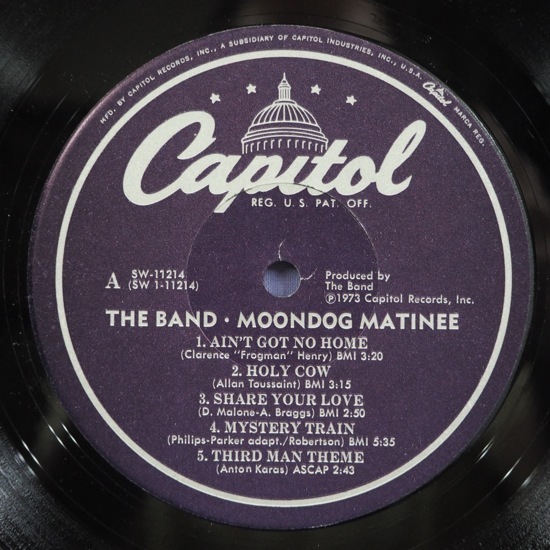 MFD. BY CAPITOL RECORDS, INC., A SUBSIDIARY OF CAPITOL INDUSTRIES, INC., U.S.A. Capitol MARCA REG.
Capitol
REG. U.S. PAT. OFF.
A
SW-11214
(SW 1-11214)
Produced by
The Band
Ⓟ1973 Capitol Records, Inc.
THE BAND • MOONDOG MATINEE
1. AIN'T GOT NO HOME
(Clarence "Frogman" Henry) BMI 3:20
2. HOLY COW
(Allan Toussaint) BMI 3:15
3. SHARE YOUR LOVE
(D. Malone-A. Braggs) BMI 2:50
4. MYSTERY TRAIN
(Philips-Parker adapt./Robertson) BMI 5:35
5. THIRD MAN THEME
(Anton Karas) ASCAP 2:43